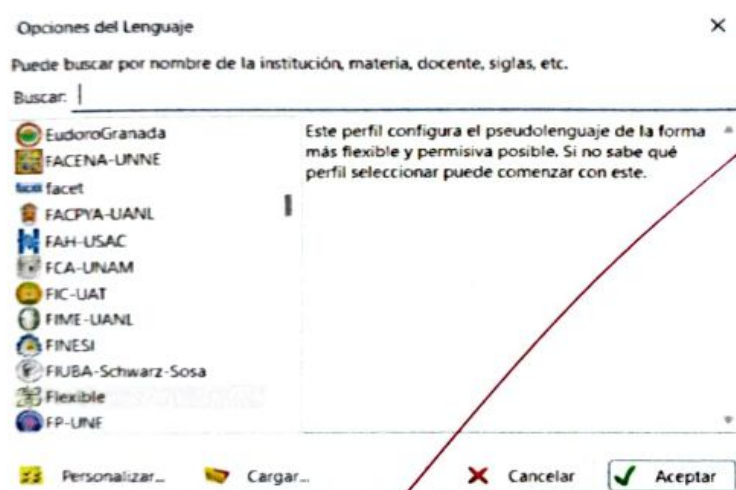 Opciones del Lenguaje
Puede buscar por nombre de la institución, materia, docente, siglas, etc.
Buscar:
EudoroGranada
FACENA-UNNE
facet
FACPYA-UANL
FAH-USAC
FCA-UNAM
FIC-UAT
FIME-UANL
FINESI
FIUBA-Schwarz-Sosa
Flexible
FP-UNE
Este perfil configura el pseudolenguaje de la forma
más flexible y permisiva posible. Si no sabe qué
perfil seleccionar puede comenzar con este.
Personalizar... Cargar... Cancelar Aceptar